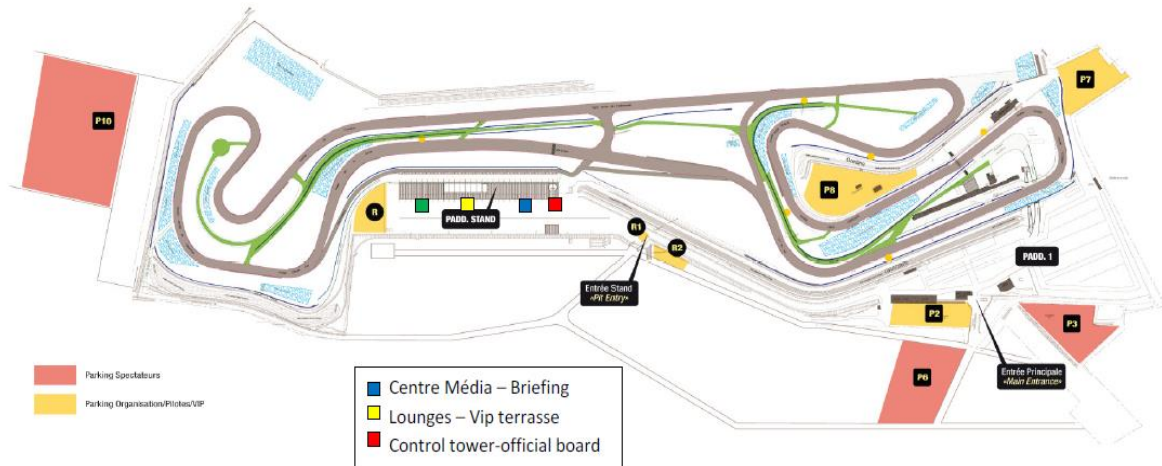 P10
P7
P8
R
PADD. STAND
R1
R2
Entrée Stand
«Pit Entry»
PADD. 1
P2
P3
P6
Entrée Principale
«Main Entrance»
Parking Spectateurs
Parking Organisation/Pilotes/VIP
Centre Média – Briefing
Lounges – Vip terrasse
Control tower-official board